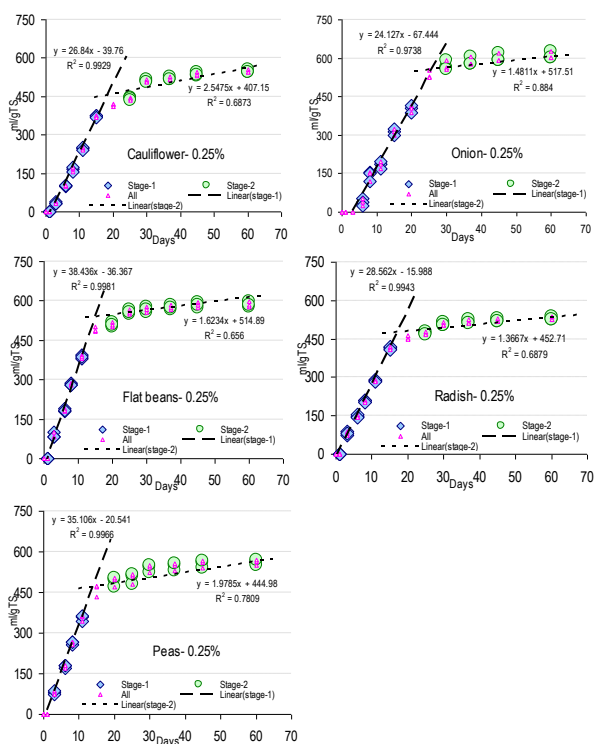 750
600
450
300
150
0
ml/gTS
y = 26.84x - 39.76
R² = 0.9929
y = 2.5475x + 407.15
R² = 0.6873
Cauliflower- 0.25%
Stage-1
Stage-2
All
Linear(stage-1)
Linear(stage-2)
0 10 20 30 40 50 60 70
Days
750
600
450
300
150
0
y = 24.127x - 67.444
R² = 0.9738
y = 1.4811x + 517.51
R² = 0.884
Onion- 0.25%
Stage-1
Stage-2
All
Linear(stage-1)
Linear(stage-2)
0 10 20 30 40 50 60 70
Days
750
600
450
300
150
0
ml/gTS
y = 38.436x - 36.367
R² = 0.9981
y = 1.6234x + 514.89
R² = 0.656
Flat beans- 0.25%
Stage-1
Stage-2
All
Linear(stage-1)
Linear(stage-2)
0 10 20 30 40 50 60 70
Days
750
600
450
300
150
0
y = 28.562x - 15.988
R² = 0.9943
y = 1.3667x + 452.71
R² = 0.6879
Radish- 0.25%
Stage-1
Stage-2
All
Linear(stage-1)
Linear(stage-2)
0 10 20 30 40 50 60 70
Days
750
600
450
300
150
0
ml/gTS
y = 35.106x - 20.541
R² = 0.9966
y = 1.9785x + 444.98
R² = 0.7809
Peas- 0.25%
Stage-1
Stage-2
All
Linear(stage-1)
Linear(stage-2)
0 10 20 30 40 50 60 70
Days